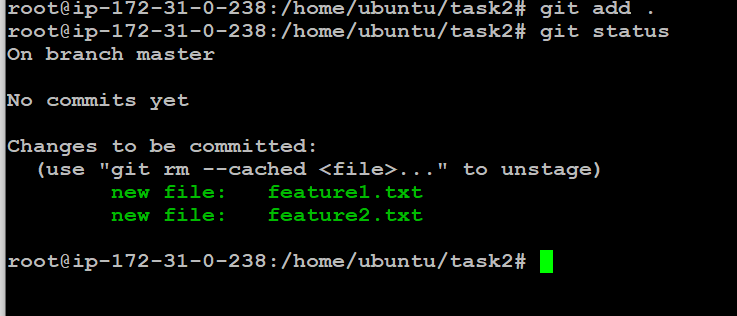 root@ip-172-31-0-238:/home/ubuntu/task2# git add .
root@ip-172-31-0-238:/home/ubuntu/task2# git status
On branch master
No commits yet
Changes to be committed:
  (use "git rm --cached <file>..." to unstage)
        new file:   feature1.txt
        new file:   feature2.txt
root@ip-172-31-0-238:/home/ubuntu/task2#